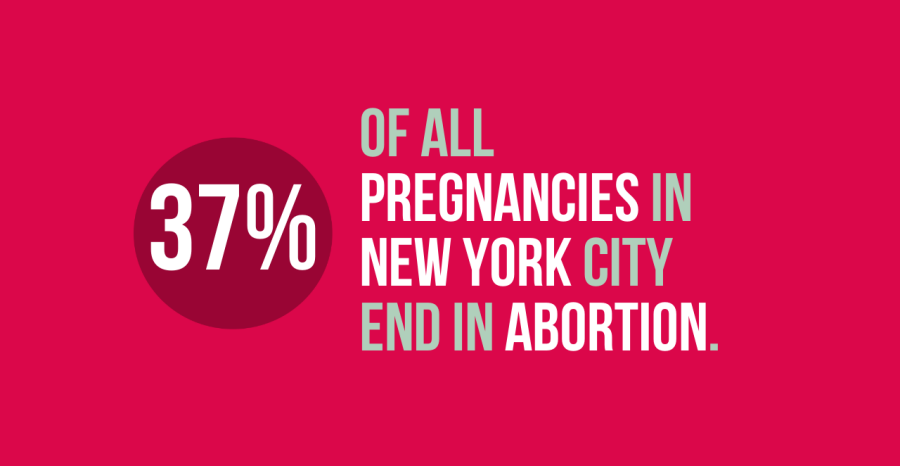 37%
OF ALL
PREGNANCIES IN
NEW YORK CITY
END IN ABORTION.